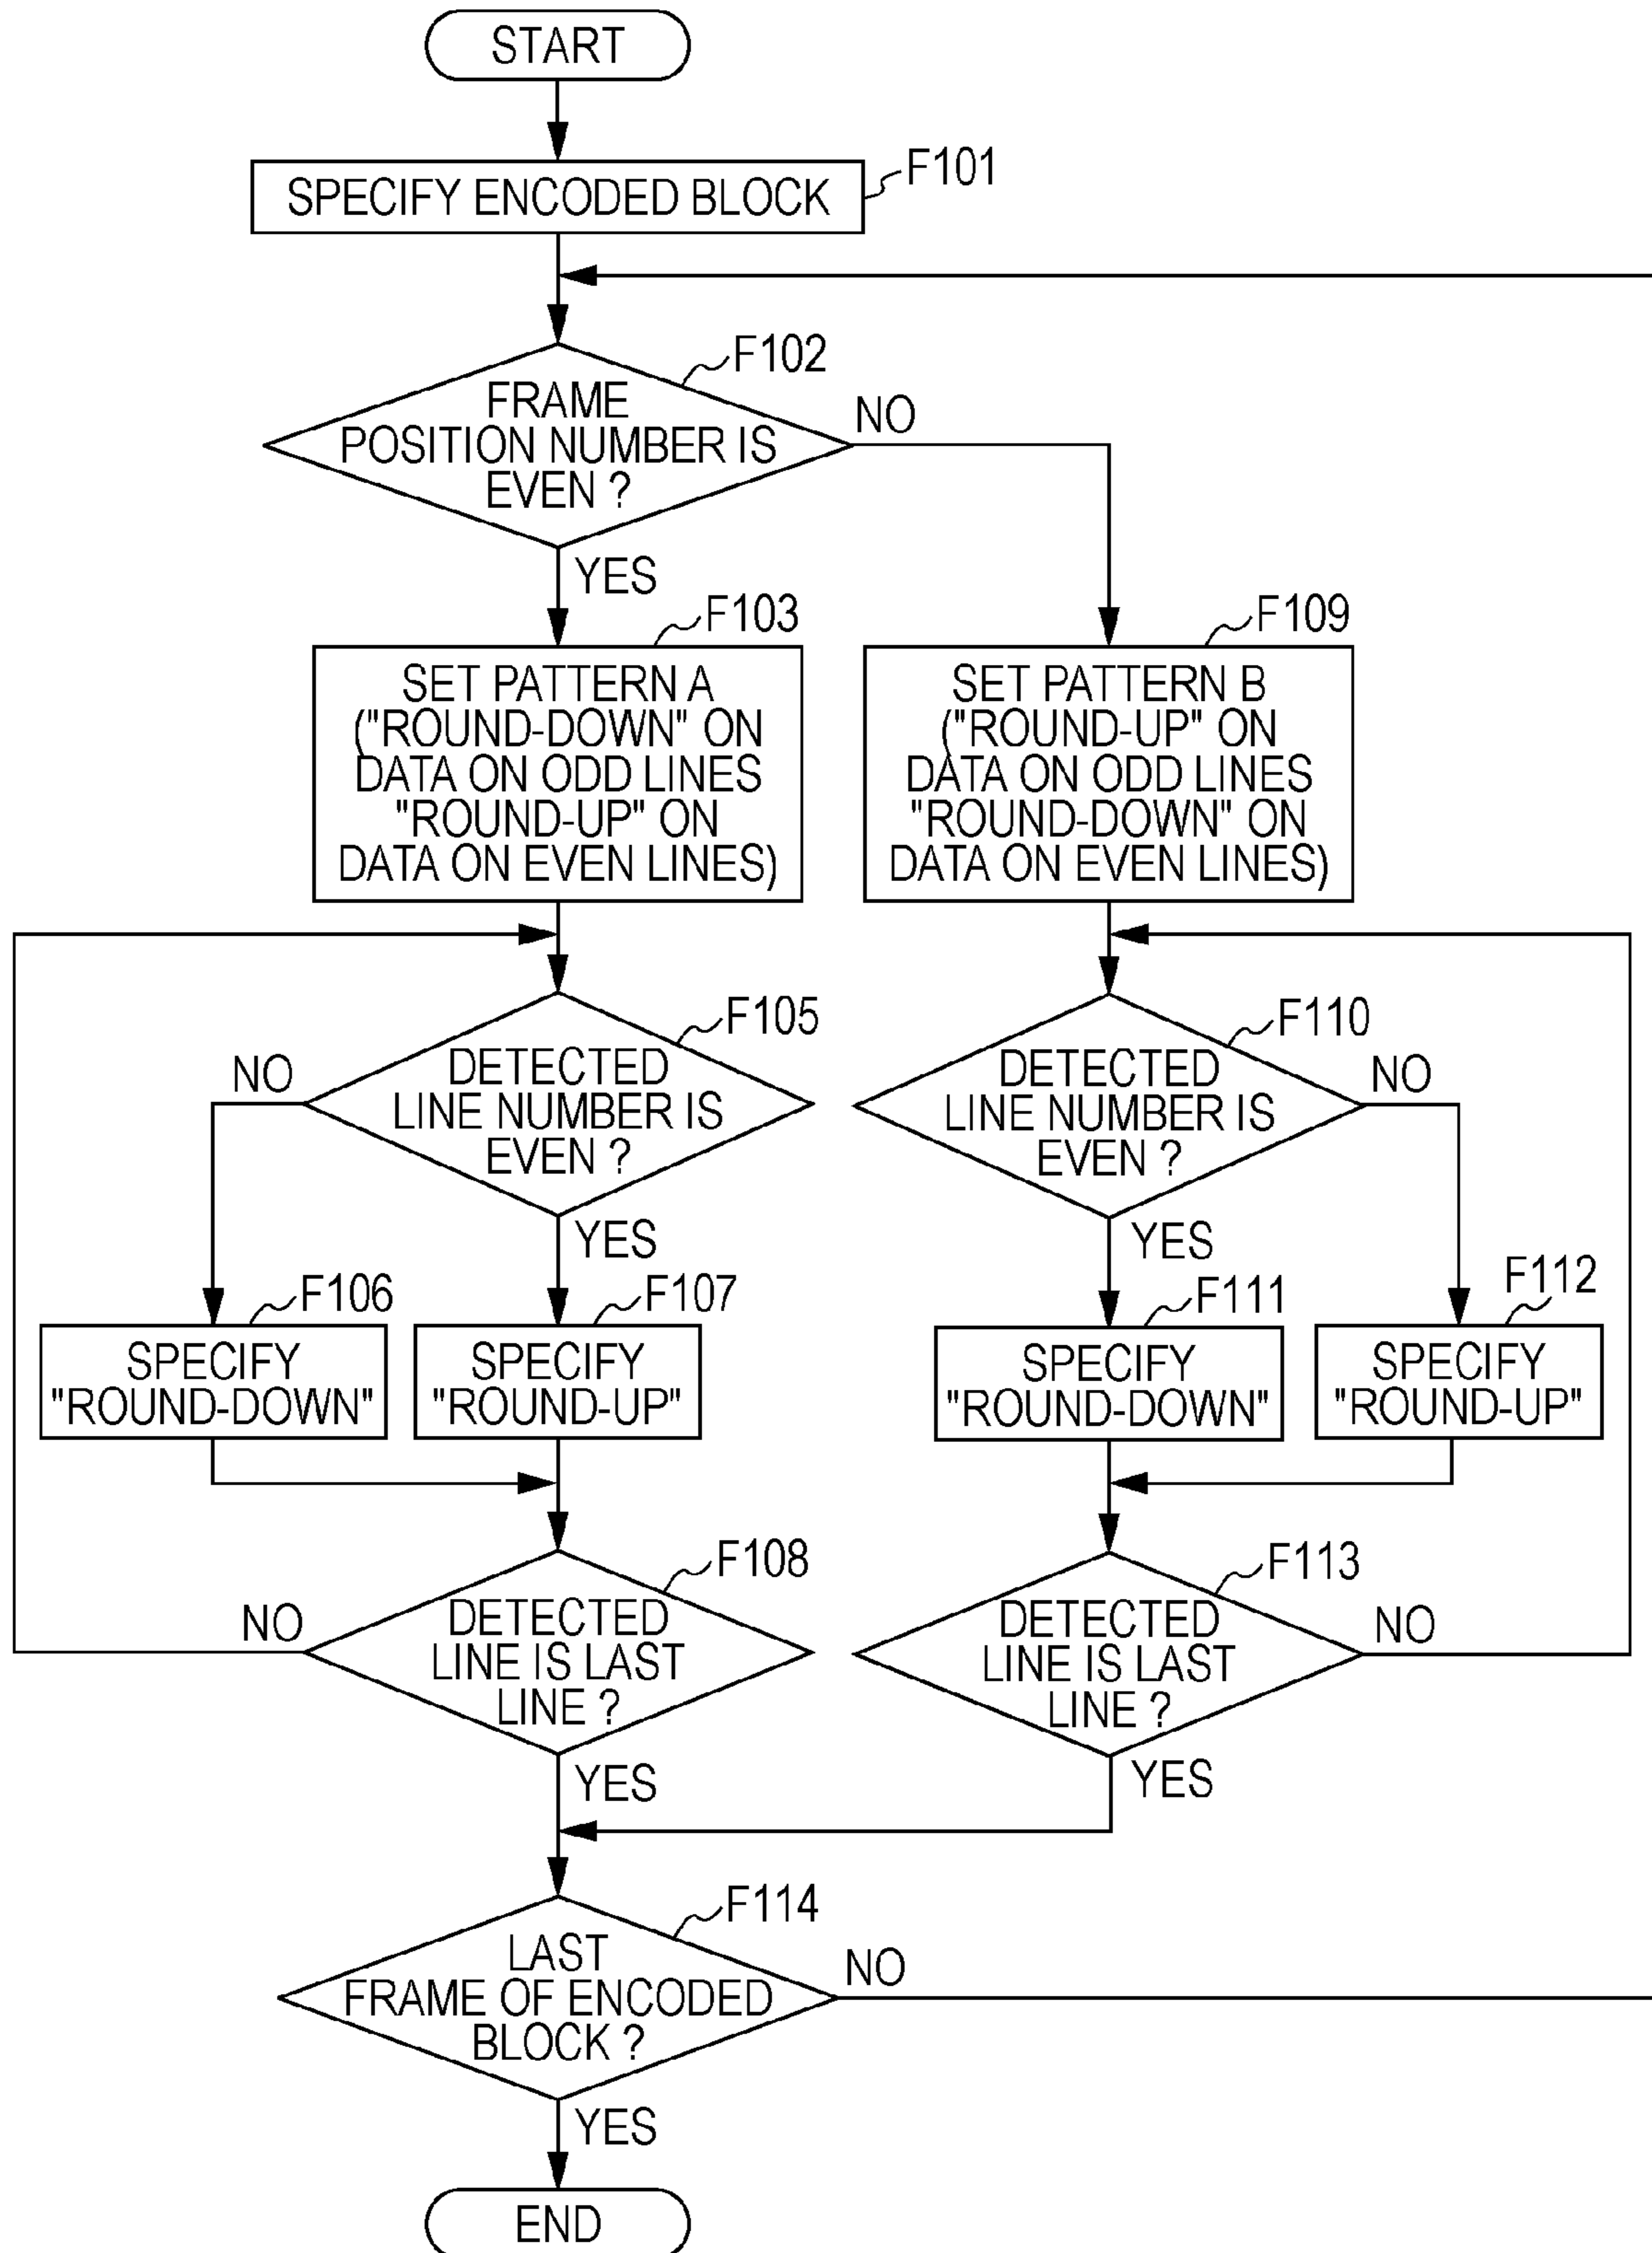 START
F101
SPECIFY ENCODED BLOCK
F102
FRAME
POSITION NUMBER IS
EVEN ?
NO
YES
F103
SET PATTERN A
("ROUND-DOWN" ON
DATA ON ODD LINES
"ROUND-UP" ON
DATA ON EVEN LINES)
F109
SET PATTERN B
("ROUND-UP" ON
DATA ON ODD LINES
"ROUND-DOWN" ON
DATA ON EVEN LINES)
F105
DETECTED
LINE NUMBER IS
EVEN ?
NO
YES
F110
DETECTED
LINE NUMBER IS
EVEN ?
NO
YES
F106
SPECIFY
"ROUND-DOWN"
F107
SPECIFY
"ROUND-UP"
F111
SPECIFY
"ROUND-DOWN"
F112
SPECIFY
"ROUND-UP"
F108
DETECTED
LINE IS LAST
LINE ?
NO
YES
F113
DETECTED
LINE IS LAST
LINE ?
NO
YES
F114
LAST
FRAME OF ENCODED
BLOCK ?
NO
YES
END